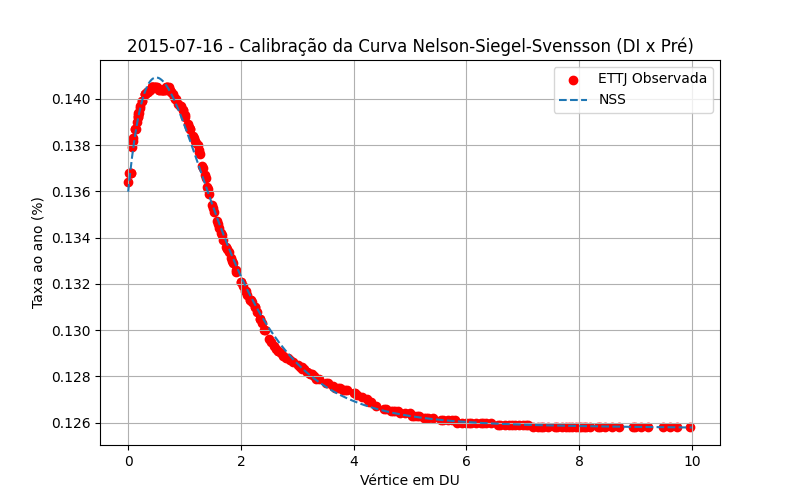 2015-07-16 - Calibração da Curva Nelson-Siegel-Svensson (DI x Pré)
ETTJ Observada
NSS
0.140
0.138
0.136
0.134
0.132
0.130
0.128
0.126
Taxa ao ano (%)
0 2 4 6 8 10
Vértice em DU